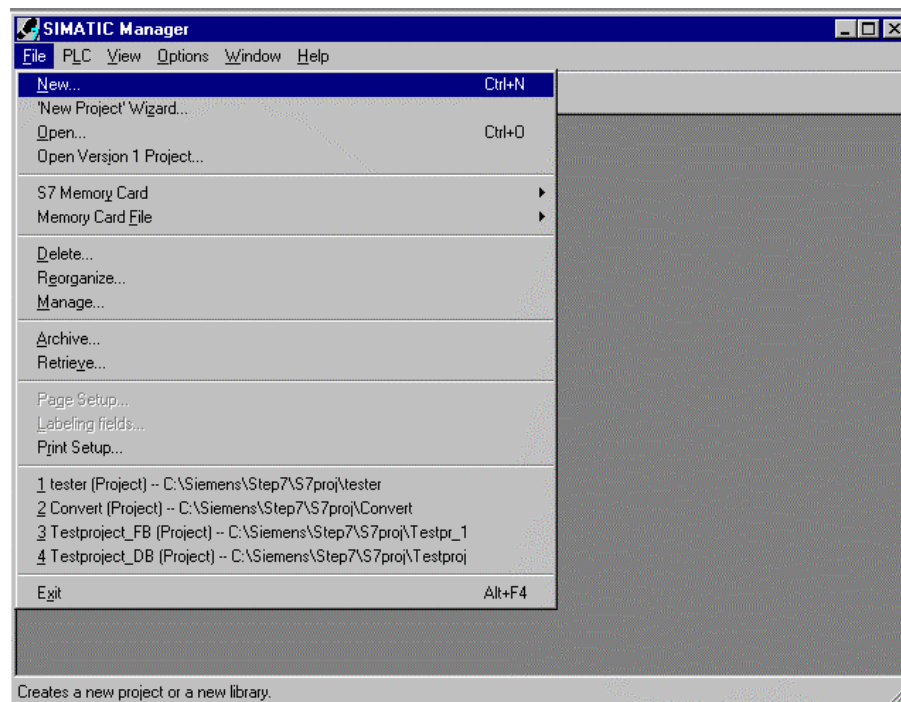 SIMATIC Manager
File PLC View Options Window Help
New... Ctrl+N
'New Project' Wizard...
Open... Ctrl+O
Open Version 1 Project...
S7 Memory Card
Memory Card File
Delete...
Reorganize...
Manage...
Archive...
Retrieve...
Page Setup...
Labeling fields...
Print Setup...
1 tester (Project) -- C:\Siemens\Step7\S7proj\tester
2 Convert (Project) -- C:\Siemens\Step7\S7proj\Convert
3 Testproject_FB (Project) -- C:\Siemens\Step7\S7proj\Testpr_1
4 Testproject_DB (Project) -- C:\Siemens\Step7\S7proj\Testproj
Exit Alt+F4
Creates a new project or a new library.